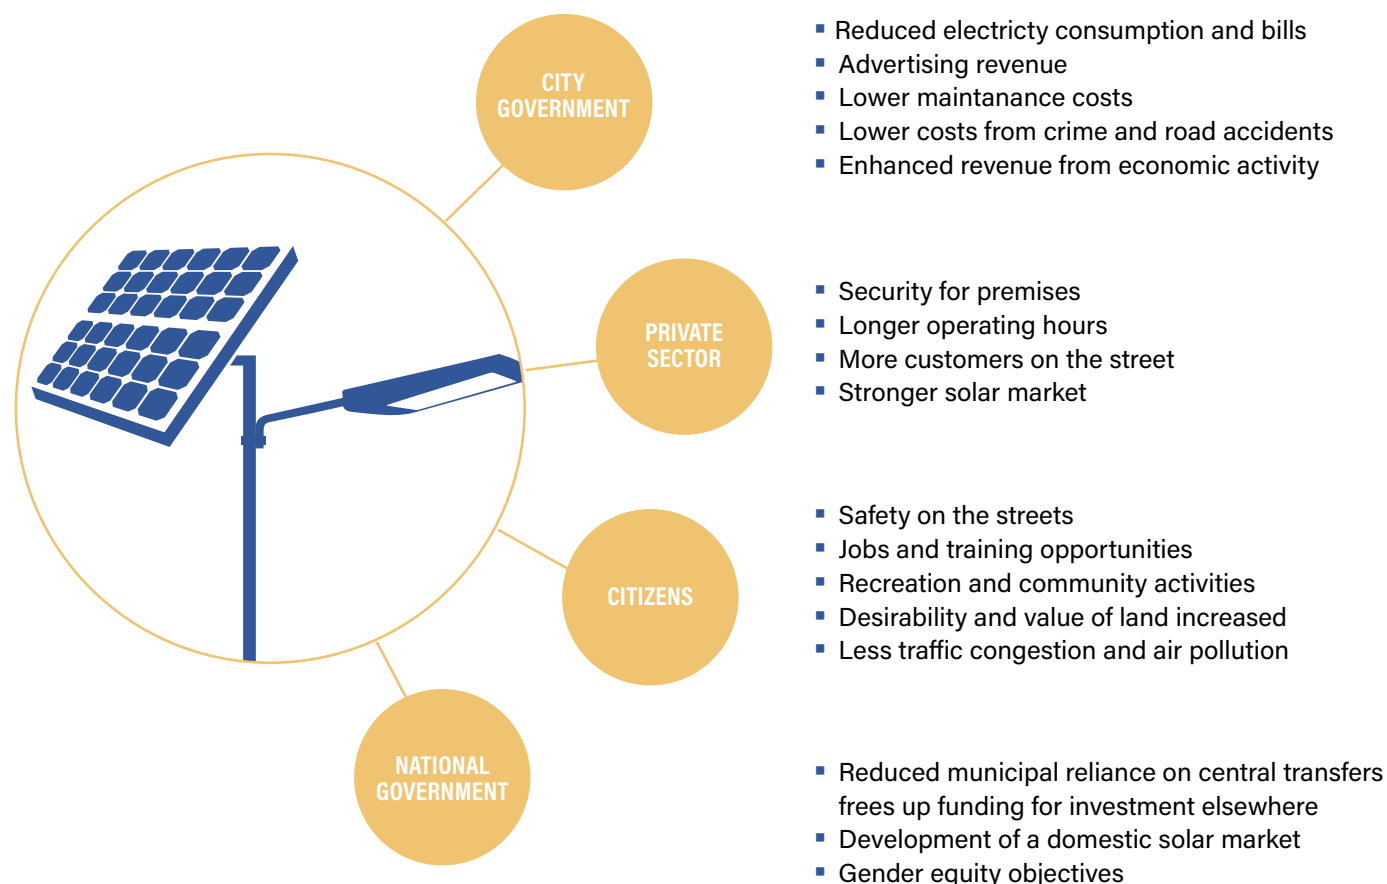 CITY
GOVERNMENT
▪ Reduced electricty consumption and bills
▪ Advertising revenue
▪ Lower maintanance costs
▪ Lower costs from crime and road accidents
▪ Enhanced revenue from economic activity
PRIVATE
SECTOR
▪ Security for premises
▪ Longer operating hours
▪ More customers on the street
▪ Stronger solar market
CITIZENS
▪ Safety on the streets
▪ Jobs and training opportunities
▪ Recreation and community activities
▪ Desirability and value of land increased
▪ Less traffic congestion and air pollution
NATIONAL
GOVERNMENT
▪ Reduced municipal reliance on central transfers
frees up funding for investment elsewhere
▪ Development of a domestic solar market
▪ Gender equity objectives